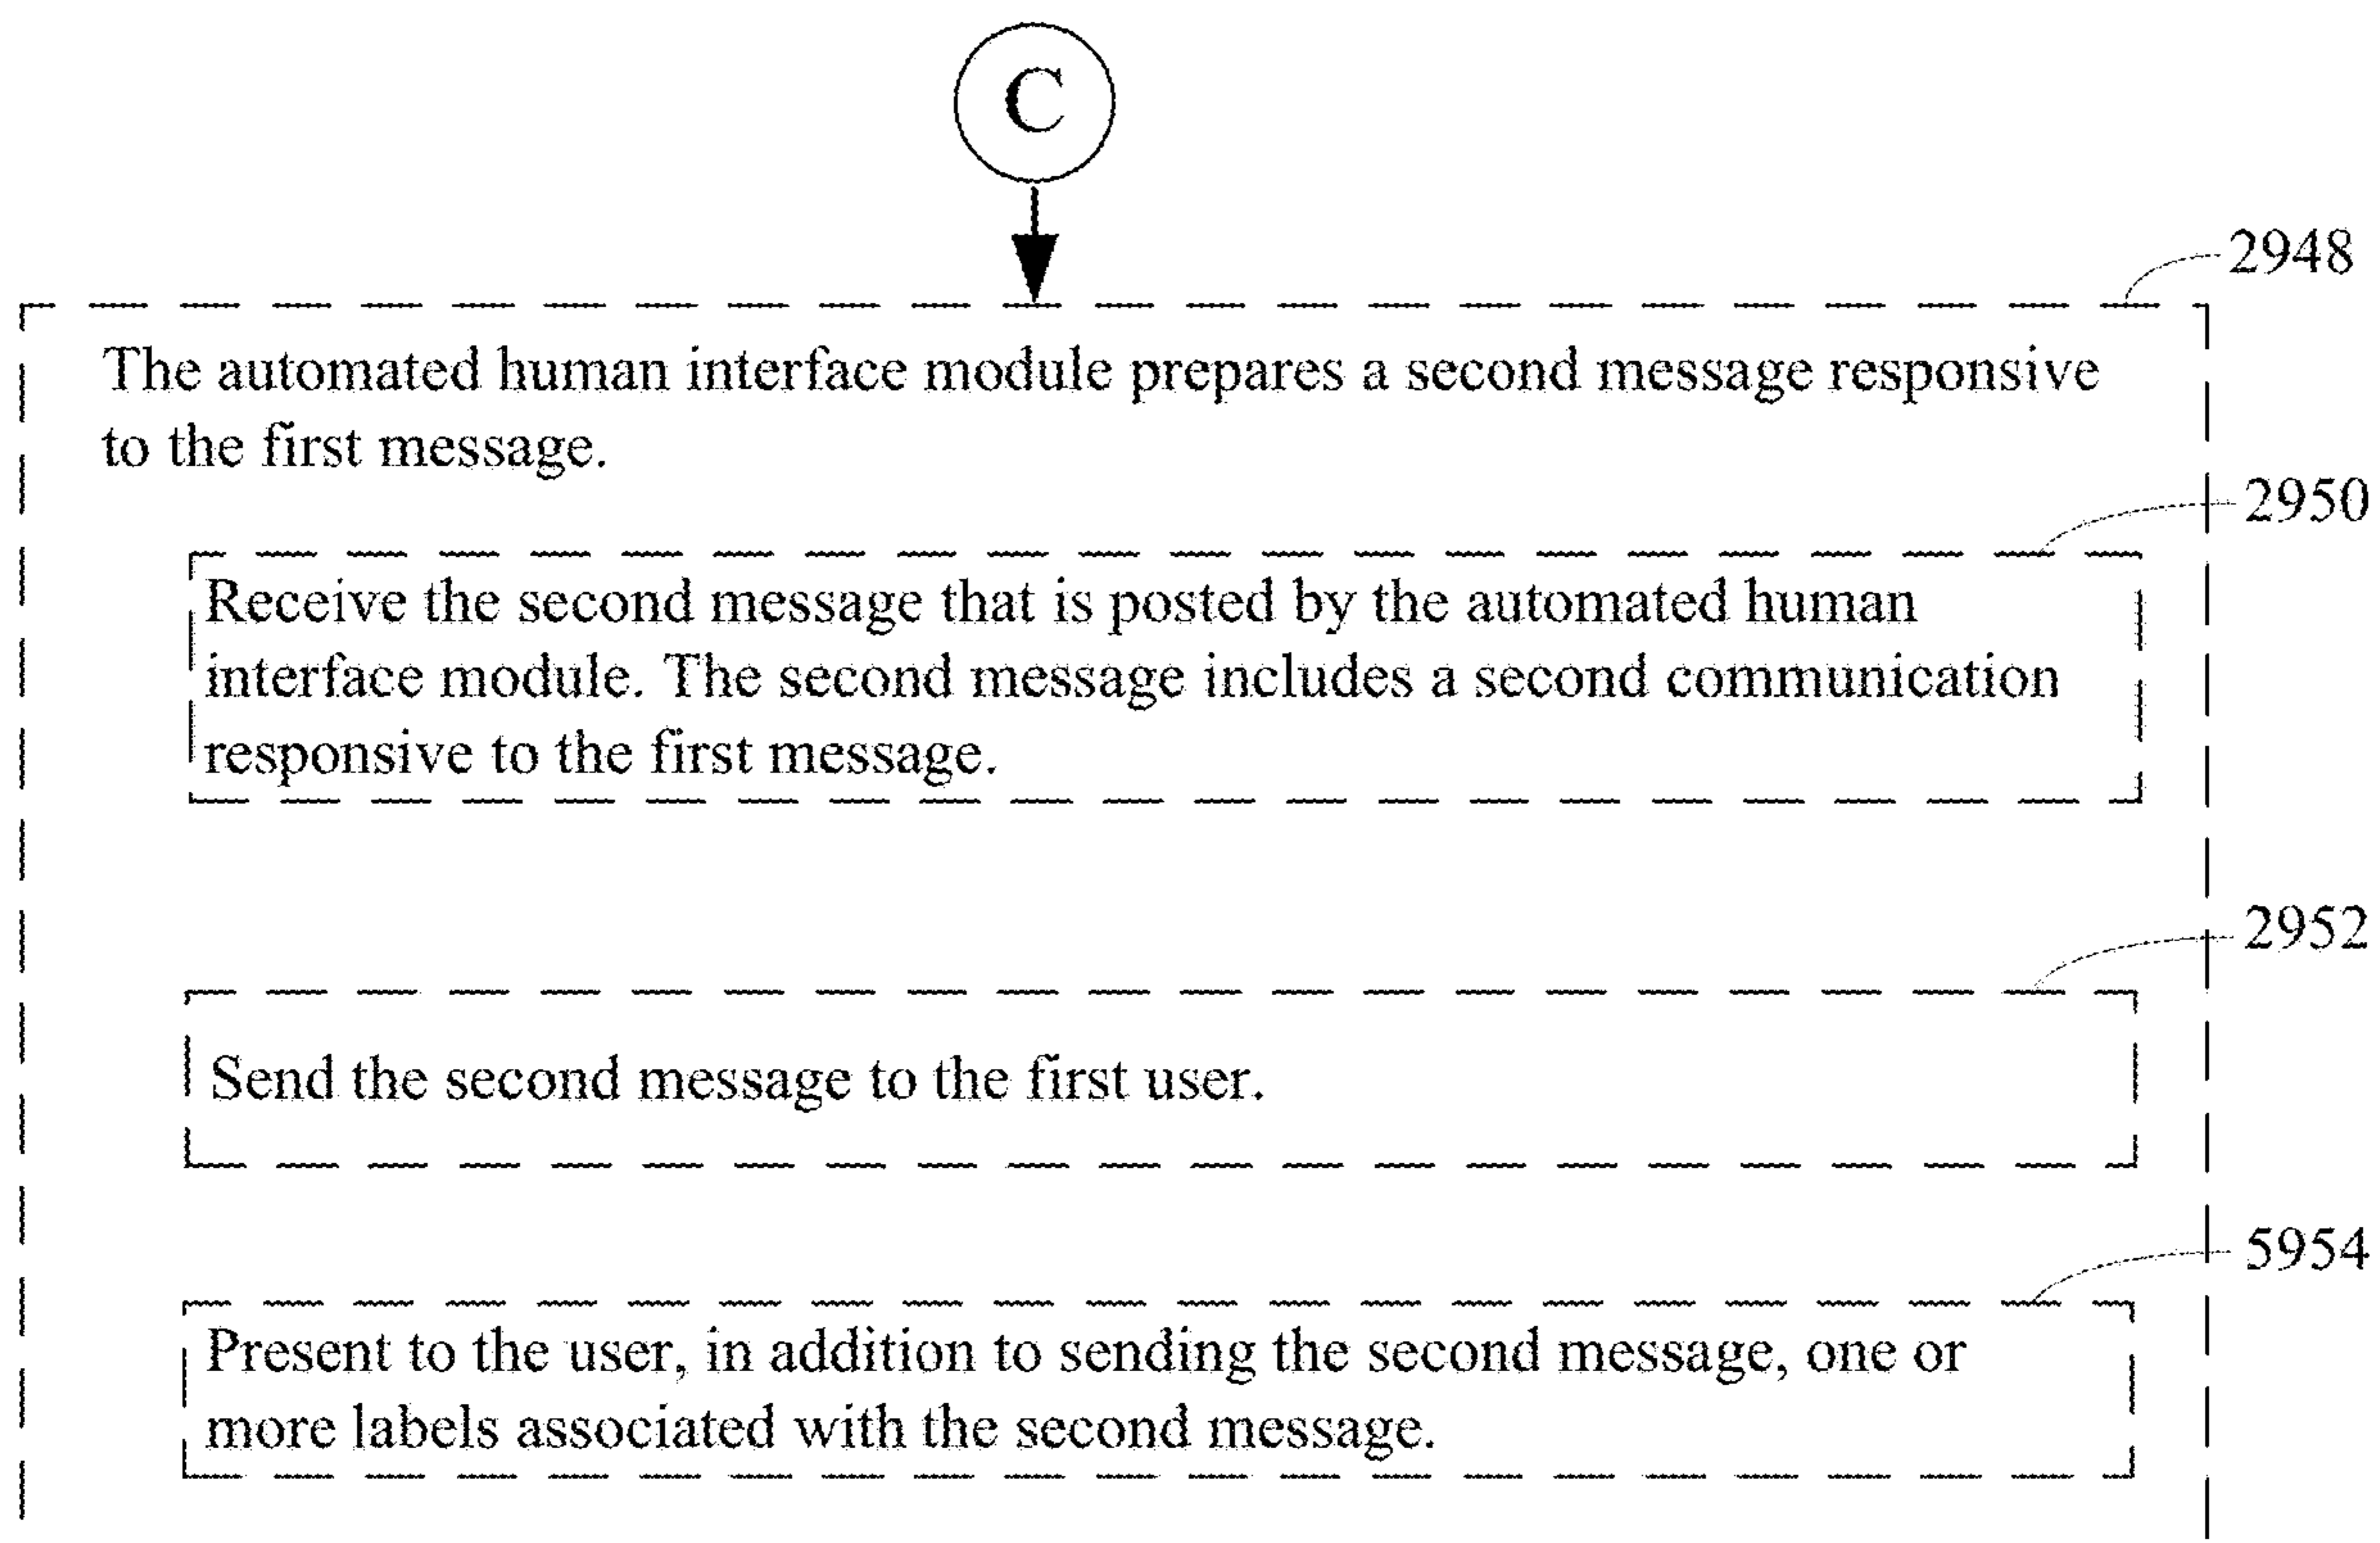 C
2948
The automated human interface module prepares a second message responsive
to the first message.
2950
Receive the second message that is posted by the automated human
interface module. The second message includes a second communication
responsive to the first message.
2952
Send the second message to the first user.
5954
Present to the user, in addition to sending the second message, one or
more labels associated with the second message.